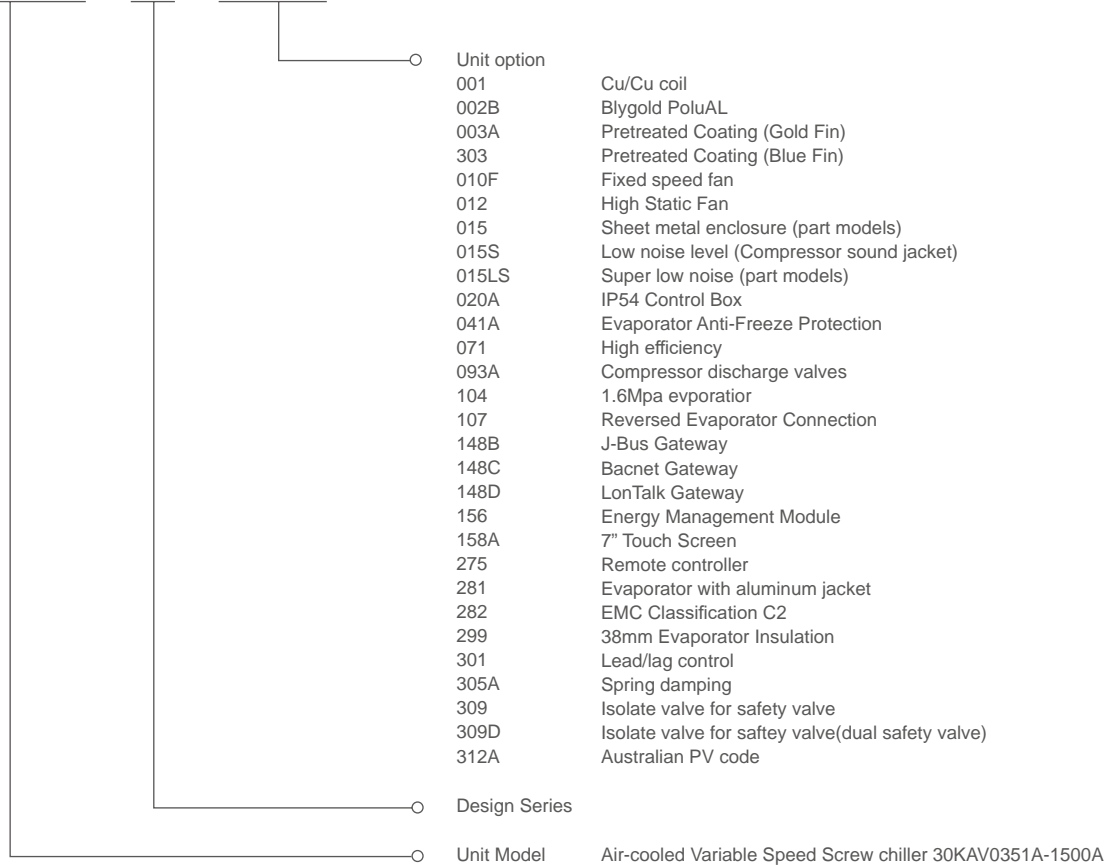 Unit option
001 Cu/Cu coil
002B Blygold PoluAL
003A Pretreated Coating (Gold Fin)
303 Pretreated Coating (Blue Fin)
010F Fixed speed fan
012 High Static Fan
015 Sheet metal enclosure (part models)
015S Low noise level (Compressor sound jacket)
015LS Super low noise (part models)
020A IP54 Control Box
041A Evaporator Anti-Freeze Protection
071 High efficiency
093A Compressor discharge valves
104 1.6Mpa evporatior
107 Reversed Evaporator Connection
148B J-Bus Gateway
148C Bacnet Gateway
148D LonTalk Gateway
156 Energy Management Module
158A 7” Touch Screen
275 Remote controller
281 Evaporator with aluminum jacket
282 EMC Classification C2
299 38mm Evaporator Insulation
301 Lead/lag control
305A Spring damping
309 Isolate valve for safety valve
309D Isolate valve for saftey valve(dual safety valve)
312A Australian PV code
Design Series
Unit Model Air-cooled Variable Speed Screw chiller 30KAV0351A-1500A